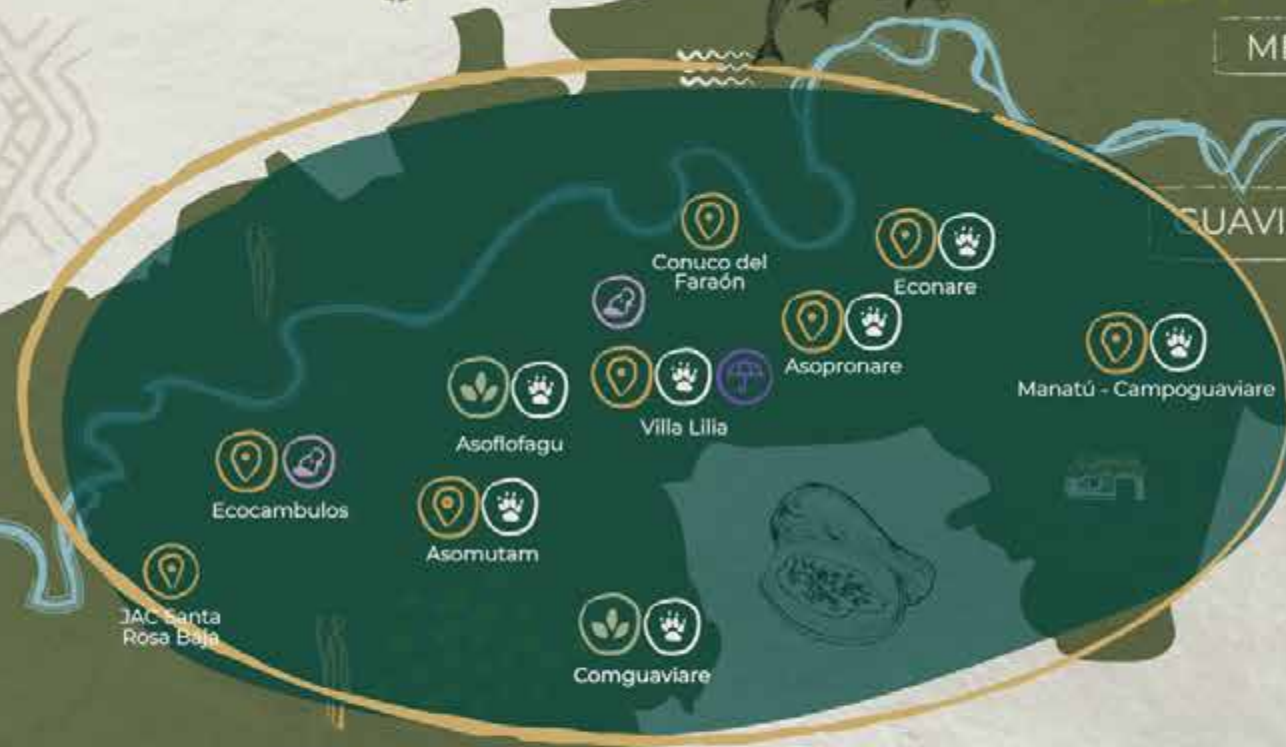 Conuco del
Faraón
Econare
Asopronare
Manatú - Campoguaviare
Villa Lilia
Asoflofagu
Ecocambulos
Asomutam
JAC Santa
Rosa Baja
Comguaviare